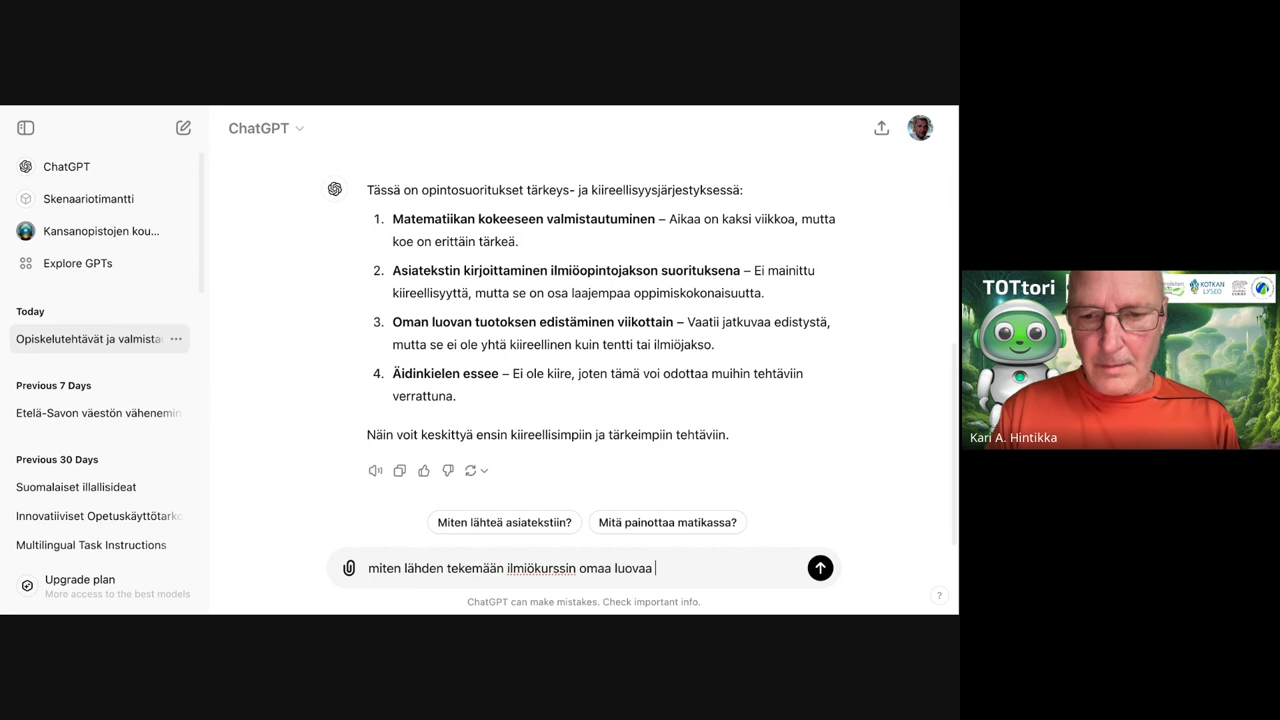 ChatGPT
ChatGPT
Skenaariotimantti
Kansanopistojen kou...
Explore GPTs
Today
Opiskelutehtävät ja valmista
Previous 7 Days
Etelä-Savon väestön vähenemin
Previous 30 Days
Suomalaiset illallisideat
Innovatiiviset Opetuskäyttötarko
Multilingual Task Instructions
Upgrade plan
More access to the best models
Tässä on opintosuoritukset tärkeys- ja kiireellisyysjärjestyksessä:
1. Matematiikan kokeeseen valmistautuminen – Aikaa on kaksi viikkoa, mutta
koe on erittäin tärkeä.
2. Asiatekstin kirjoittaminen ilmiöopintojakson suorituksena – Ei mainittu
kiireellisyyttä, mutta se on osa laajempaa oppimiskokonaisuutta.
3. Oman luovan tuotoksen edistäminen viikottain – Vaatii jatkuvaa edistystä,
mutta se ei ole yhtä kiireellinen kuin tentti tai ilmiöjakso.
4. Äidinkielen essee – Ei ole kiire, joten tämä voi odottaa muihin tehtäviin
verrattuna.
Näin voit keskittyä ensin kiireellisimpiin ja tärkeimpiin tehtäviin.
Miten lähteä asiatekstiin?
Mitä painottaa matikassa?
miten lähden tekemään ilmiökurssin omaa luovaa
ChatGPT can make mistakes. Check important info.
?
TOTtori
KOTKAN
LYSEO
Kari A. Hintikka